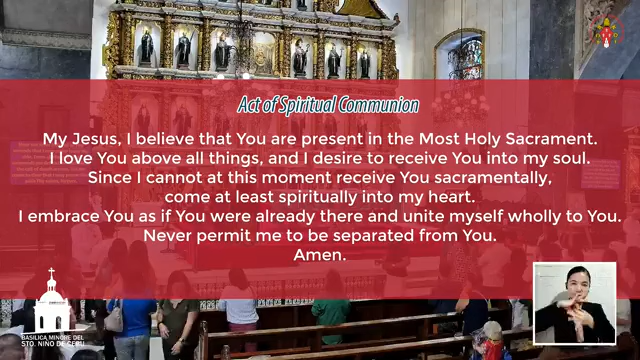 Act of Spiritual Communion
My Jesus, I believe that You are present in the Most Holy Sacrament.
I love You above all things, and I desire to receive You into my soul.
Since I cannot at this moment receive You sacramentally,
come at least spiritually into my heart.
I embrace You as if You were already there and unite myself wholly to You.
Never permit me to be separated from You.
Amen.
BASILICA MINORE DEL
STO. NIÑO DE CEBU